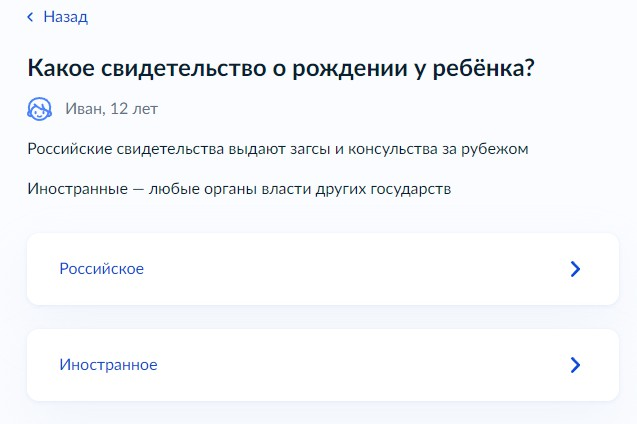 Назад
Какое свидетельство о рождении у ребёнка?
Иван, 12 лет
Российские свидетельства выдают загсы и консульства за рубежом
Иностранные — любые органы власти других государств
Российское
Иностранное